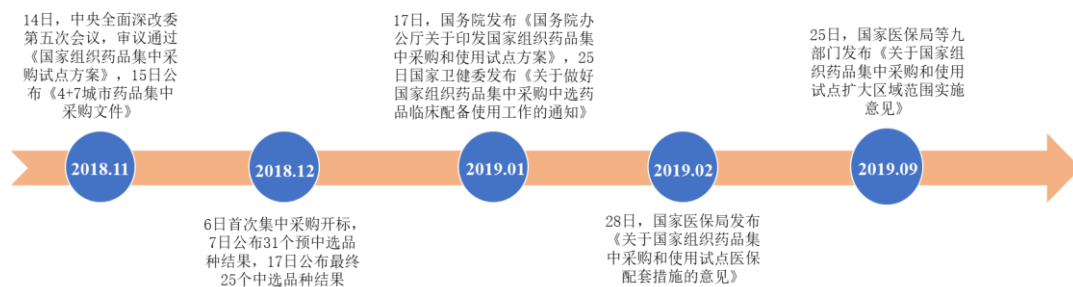 14日，中央全面深改委
第五次会议，审议通过
《国家组织药品集中采
购试点方案》，15日公
布《4+7城市药品集中
采购文件》
17日，国务院发布《国务院办
公厅关于印发国家组织药品集
中采购和使用试点方案》，25
日国家卫健委发布《关于做好
国家组织药品集中采购中选药
品临床配备使用工作的通知》
25日，国家医保局等九
部门发布《关于国家组
织药品集中采购和使用
试点扩大区域范围实施
意见》
2018.11
2018.12
2019.01
2019.02
2019.09
6日首次集中采购开标，
7日公布31个预中选品
种结果，17日公布最终
25个中选品种结果
28日，国家医保局发布
《关于国家组织药品集
中采购和使用试点医保
配套措施的意见》